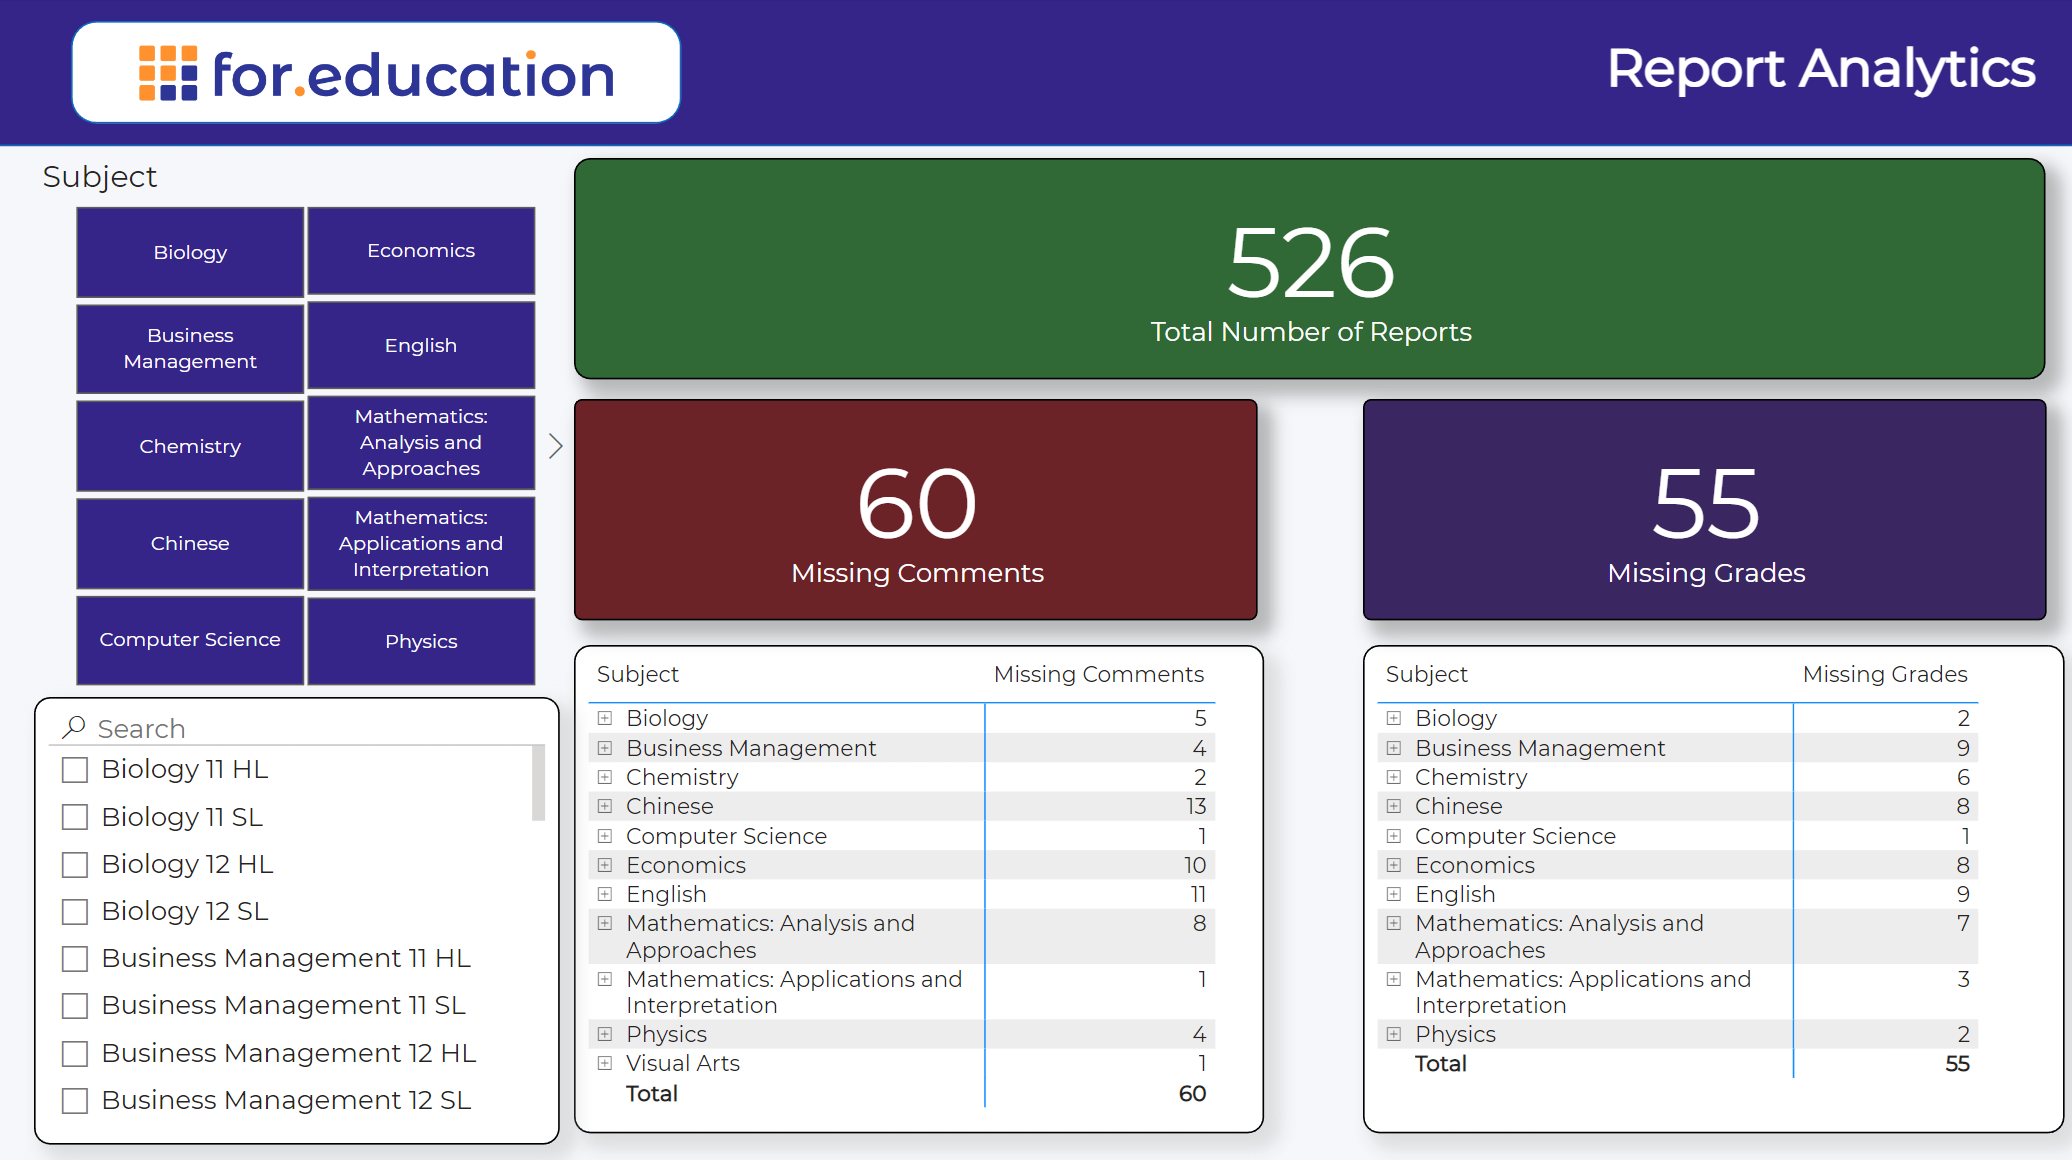 for.education
Report Analytics
Subject
Biology
Economics
Business
Management
English
Chemistry
Mathematics:
Analysis and
Approaches
Chinese
Mathematics:
Applications and
Interpretation
Computer Science
Physics
526
Total Number of Reports
60
Missing Comments
55
Missing Grades
Search
Biology 11 HL
Biology 11 SL
Biology 12 HL
Biology 12 SL
Business Management 11 HL
Business Management 11 SL
Business Management 12 HL
Business Management 12 SL
Subject Missing Comments
Biology 5
Business Management 4
Chemistry 2
Chinese 13
Computer Science 1
Economics 10
English 11
Mathematics: Analysis and 8
Approaches
Mathematics: Applications and 1
Interpretation
Physics 4
Visual Arts 1
Total 60
Subject Missing Grades
Biology 2
Business Management 9
Chemistry 6
Chinese 8
Computer Science 1
Economics 8
English 9
Mathematics: Analysis and 7
Approaches
Mathematics: Applications and 3
Interpretation
Physics 2
Total 55